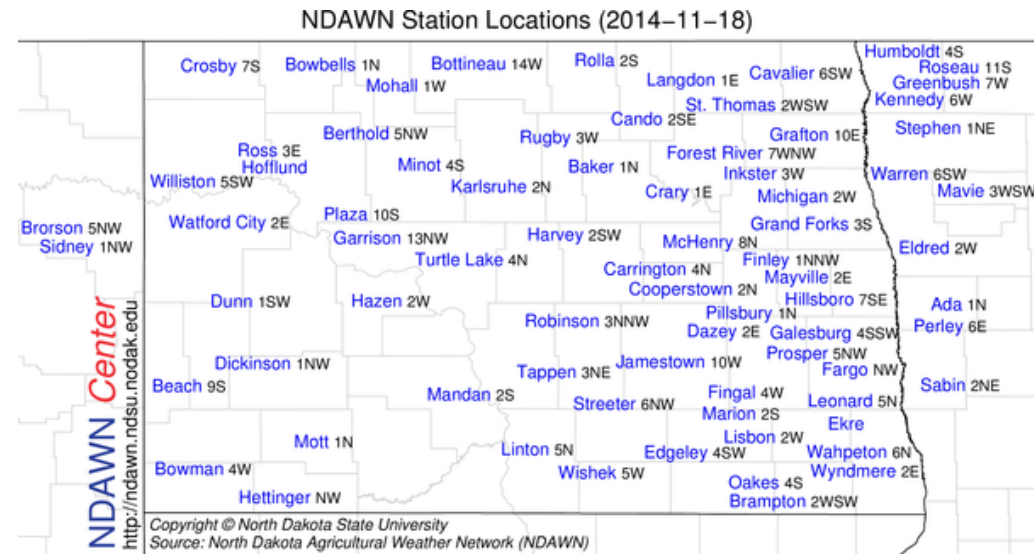 NDAWN Station Locations (2014−11−18)
Humboldt 4S
Crosby 7S
Bowbells 1N
Bottineau 14W
Rolla 2S
Roseau 11S
Langdon 1E
Cavalier 6SW
Greenbush 7W
Mohall 1W
Kennedy 6W
St. Thomas 2WSW
Cando 2SE
Stephen 1NE
Berthold 5NW
Rugby 3W
Grafton 10E
Ross 3E
Forest River 7WNW
Hofflund
Minot 4S
Baker 1N
Inkster 3W
Warren 6SW
Williston 5SW
Karlsruhe 2N
Crary 1E
Michigan 2W
Mavie 3WSW
Plaza 10S
Brorson 5NW
Watford City 2E
Grand Forks 3S
Sidney 1NW
Garrison 13NW
Harvey 2SW
McHenry 8N
Eldred 2W
Turtle Lake 4N
Finley 1NNW
Carrington 4N
Mayville 2E
Cooperstown 2N
Dunn 1SW
Hazen 2W
Hillsboro 7SE
Ada 1N
Pillsbury 1N
Robinson 3NNW
Perley 6E
Dazey 2E
Galesburg 4SSW
Prosper 5NW
Dickinson 1NW
Jamestown 10W
Fargo NW
Tappen 3NE
Beach 9S
Sabin 2NE
Mandan 2S
Fingal 4W
Streeter 6NW
Leonard 5N
Marion 2S
Ekre
Mott 1N
Lisbon 2W
Linton 5N
Edgeley 4SW
Wahpeton 6N
Bowman 4W
Wishek 5W
Wyndmere 2E
Oakes 4S
Hettinger NW
Brampton 2WSW
NDAWN Center
http://ndawn.ndsu.nodak.edu
Copyright © North Dakota State University
Source: North Dakota Agricultural Weather Network (NDAWN)